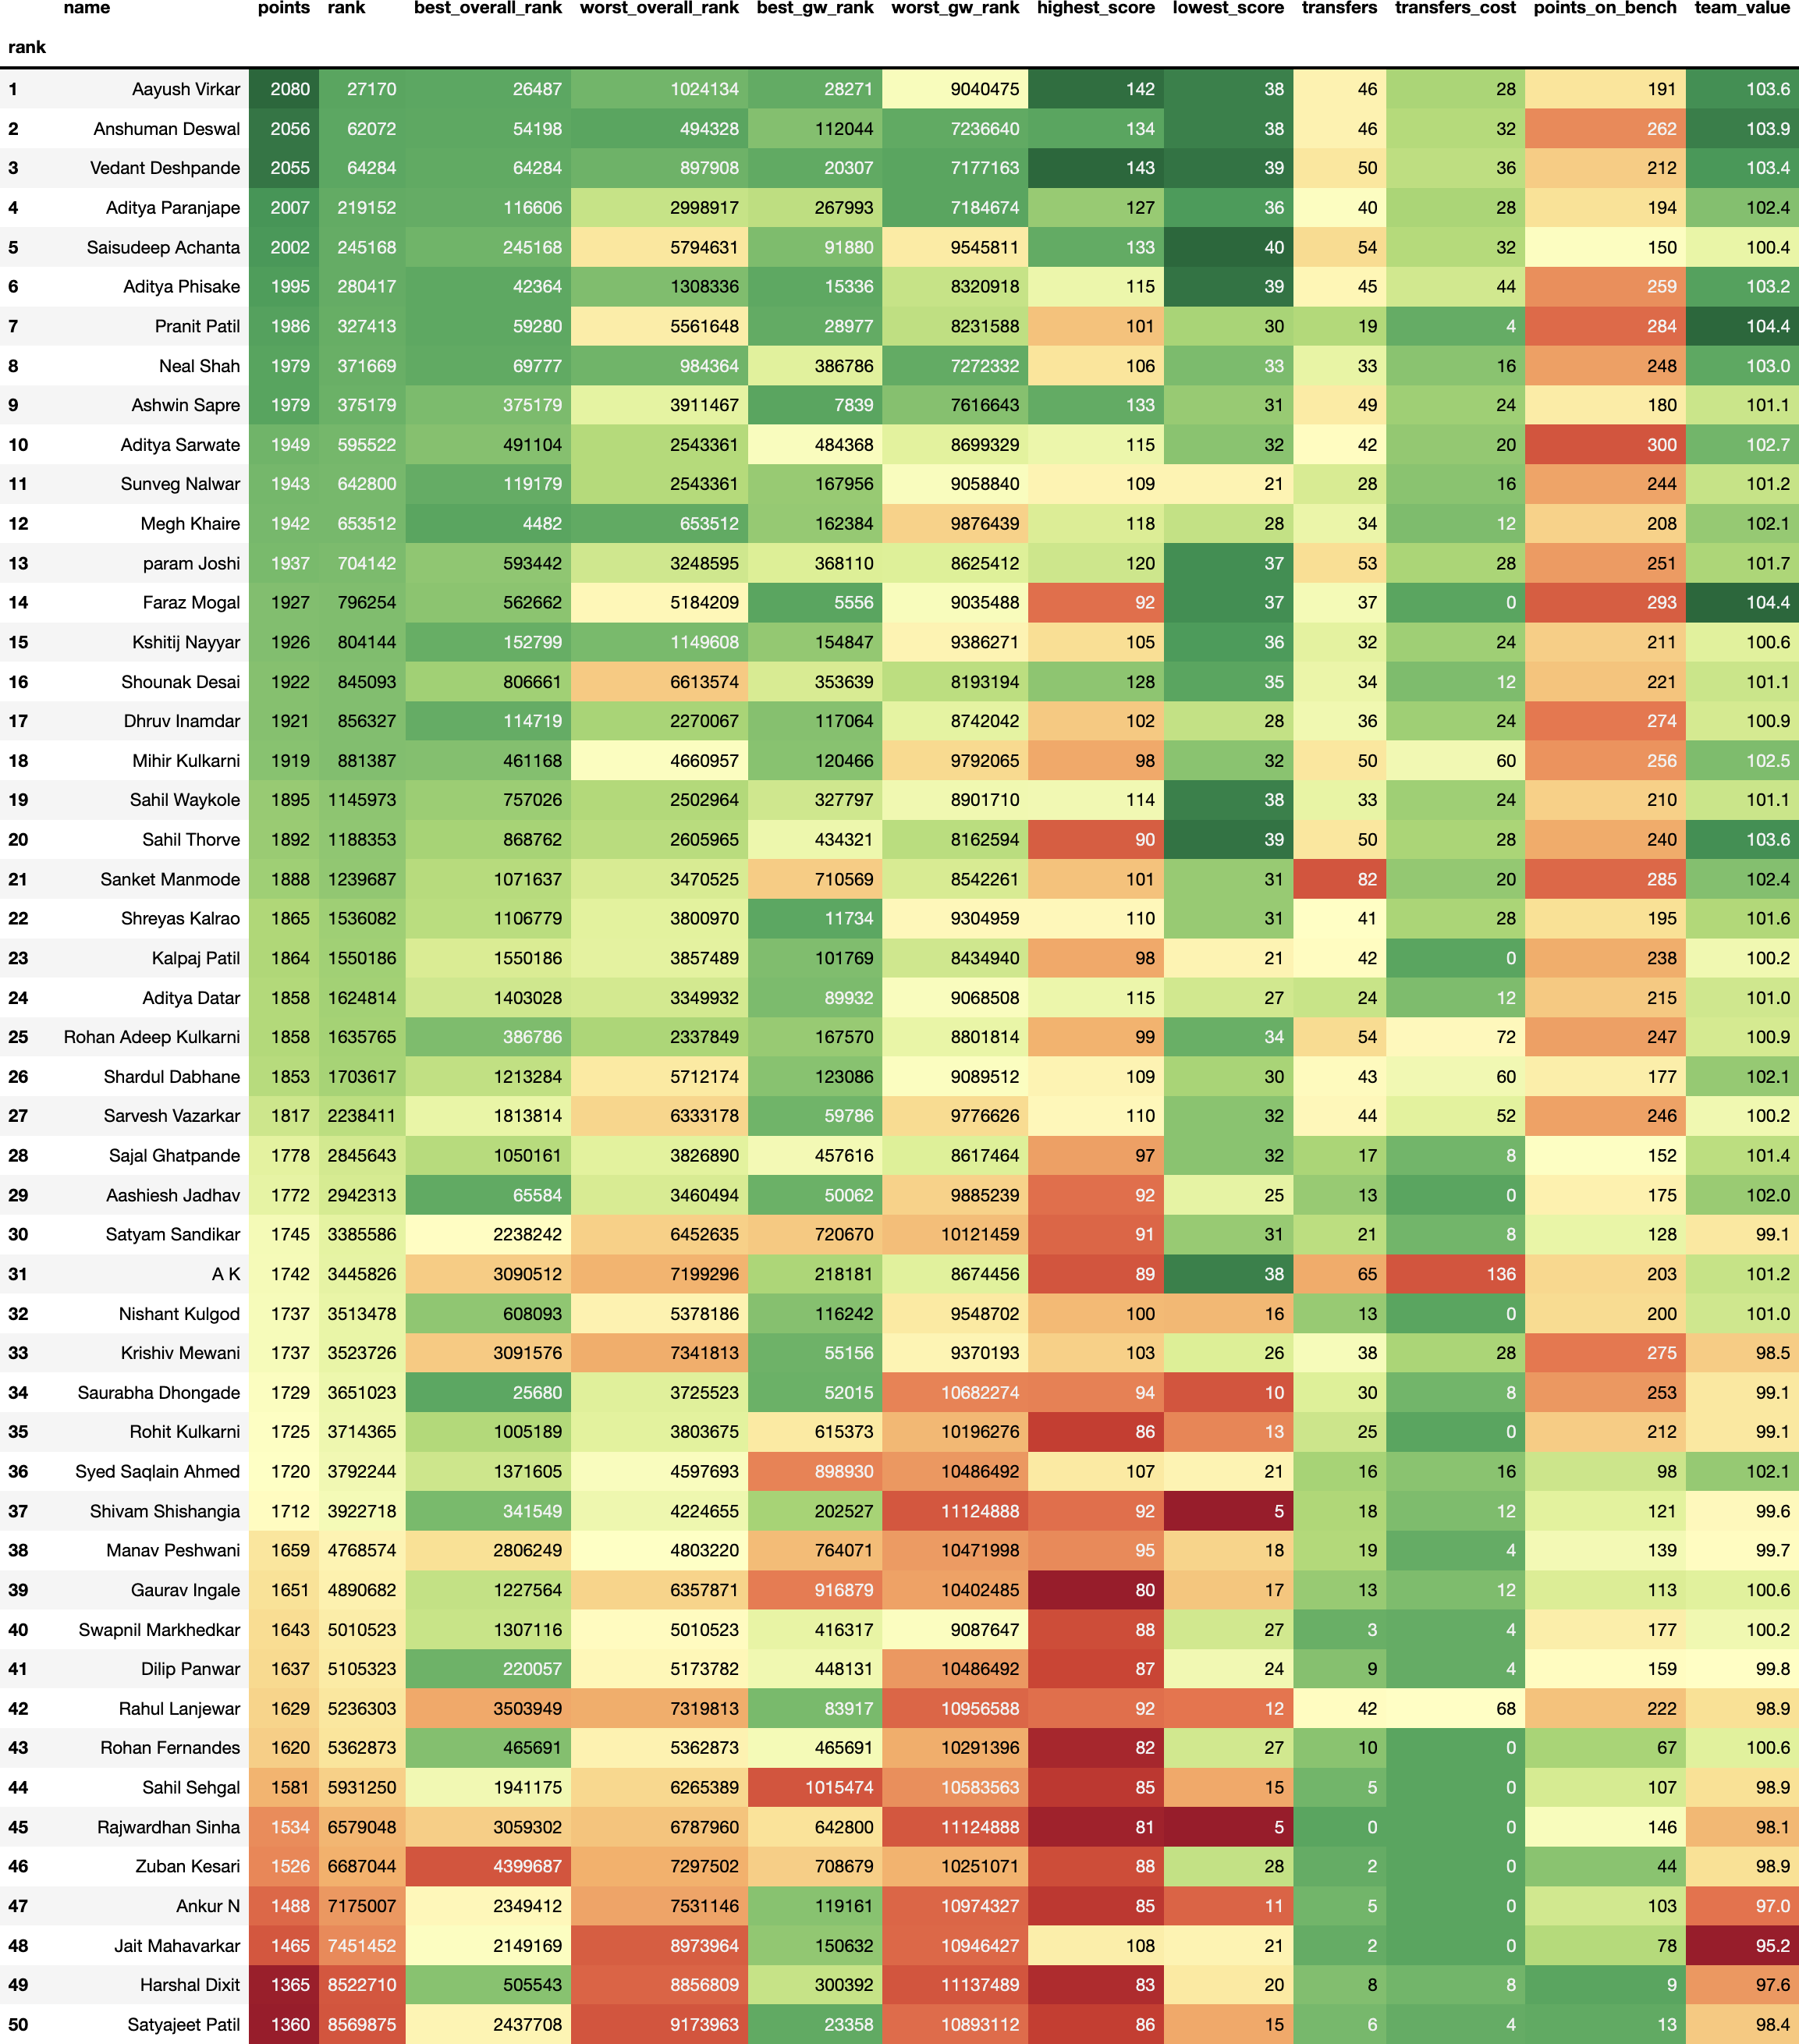 name points rank best_overall_rank worst_overall_rank best_gw_rank worst_gw_rank highest_score lowest_score transfers transfers_cost points_on_bench team_value
rank
1 Aayush Virkar 2080 27170 26487 1024134 28271 9040475 142 38 46 28 191 103.6
2 Anshuman Deswal 2056 62072 54198 494328 112044 7236640 134 38 46 32 262 103.9
3 Vedant Deshpande 2055 64284 64284 897908 20307 7177163 143 39 50 36 212 103.4
4 Aditya Paranjape 2007 219152 116606 2998917 267993 7184674 127 36 40 28 194 102.4
5 Saisudeep Achanta 2002 245168 245168 5794631 91880 9545811 133 40 54 32 150 100.4
6 Aditya Phisake 1995 280417 42364 1308336 15336 8320918 115 39 45 44 259 103.2
7 Pranit Patil 1986 327413 59280 5561648 28977 8231588 101 30 19 4 284 104.4
8 Neal Shah 1979 371669 69777 984364 386786 7272332 106 33 33 16 248 103.0
9 Ashwin Sapre 1979 375179 375179 3911467 7839 7616643 133 31 49 24 180 101.1
10 Aditya Sarwate 1949 595522 491104 2543361 484368 8699329 115 32 42 20 300 102.7
11 Sunveg Nalwar 1943 642800 119179 2543361 167956 9058840 109 21 28 16 244 101.2
12 Megh Khaire 1942 653512 4482 653512 162384 9876439 118 28 34 12 208 102.1
13 param Joshi 1937 704142 593442 3248595 368110 8625412 120 37 53 28 251 101.7
14 Faraz Mogal 1927 796254 562662 5184209 5556 9035488 92 37 37 0 293 104.4
15 Kshitij Nayyar 1926 804144 152799 1149608 154847 9386271 105 36 32 24 211 100.6
16 Shounak Desai 1922 845093 806661 6613574 353639 8193194 128 35 34 12 221 101.1
17 Dhruv Inamdar 1921 856327 114719 2270067 117064 8742042 102 28 36 24 274 100.9
18 Mihir Kulkarni 1919 881387 461168 4660957 120466 9792065 98 32 50 60 256 102.5
19 Sahil Waykole 1895 1145973 757026 2502964 327797 8901710 114 38 33 24 210 101.1
20 Sahil Thorve 1892 1188353 868762 2605965 434321 8162594 90 39 50 28 240 103.6
21 Sanket Manmode 1888 1239687 1071637 3470525 710569 8542261 101 31 82 20 285 102.4
22 Shreyas Kalrao 1865 1536082 1106779 3800970 11734 9304959 110 31 41 28 195 101.6
23 Kalpaj Patil 1864 1550186 1550186 3857489 101769 8434940 98 21 42 0 238 100.2
24 Aditya Datar 1858 1624814 1403028 3349932 89932 9068508 115 27 24 12 215 101.0
25 Rohan Adeep Kulkarni 1858 1635765 386786 2337849 167570 8801814 99 34 54 72 247 100.9
26 Shardul Dabhane 1853 1703617 1213284 5712174 123086 9089512 109 30 43 60 177 102.1
27 Sarvesh Vazarkar 1817 2238411 1813814 6333178 59786 9776626 110 32 44 52 246 100.2
28 Sajal Ghatpande 1778 2845643 1050161 3826890 457616 8617464 97 32 17 8 152 101.4
29 Aashiesh Jadhav 1772 2942313 65584 3460494 50062 9885239 92 25 13 0 175 102.0
30 Satyam Sandikar 1745 3385586 2238242 6452635 720670 10121459 91 31 21 8 128 99.1
31 A K 1742 3445826 3090512 7199296 218181 8674456 89 38 65 136 203 101.2
32 Nishant Kulgod 1737 3513478 608093 5378186 116242 9548702 100 16 13 0 200 101.0
33 Krishiv Mewani 1737 3523726 3091576 7341813 55156 9370193 103 26 38 28 275 98.5
34 Saurabha Dhongade 1729 3651023 25680 3725523 52015 10682274 94 10 30 8 253 99.1
35 Rohit Kulkarni 1725 3714365 1005189 3803675 615373 10196276 86 13 25 0 212 99.1
36 Syed Saqlain Ahmed 1720 3792244 1371605 4597693 898930 10486492 107 21 16 16 98 102.1
37 Shivam Shishangia 1712 3922718 341549 4224655 202527 11124888 92 5 18 12 121 99.6
38 Manav Peshwani 1659 4768574 2806249 4803220 764071 10471998 95 18 19 4 139 99.7
39 Gaurav Ingale 1651 4890682 1227564 6357871 916879 10402485 80 17 13 12 113 100.6
40 Swapnil Markhedkar 1643 5010523 1307116 5010523 416317 9087647 88 27 3 4 177 100.2
41 Dilip Panwar 1637 5105323 220057 5173782 448131 10486492 87 24 9 4 159 99.8
42 Rahul Lanjewar 1629 5236303 3503949 7319813 83917 10956588 92 12 42 68 222 98.9
43 Rohan Fernandes 1620 5362873 465691 5362873 465691 10291396 82 27 10 0 67 100.6
44 Sahil Sehgal 1581 5931250 1941175 6265389 1015474 10583563 85 15 5 0 107 98.9
45 Rajwardhan Sinha 1534 6579048 3059302 6787960 642800 11124888 81 5 0 0 146 98.1
46 Zuban Kesari 1526 6687044 4399687 7297502 708679 10251071 88 28 2 0 44 98.9
47 Ankur N 1488 7175007 2349412 7531146 119161 10974327 85 11 5 0 103 97.0
48 Jait Mahavarkar 1465 7451452 2149169 8973964 150632 10946427 108 21 2 0 78 95.2
49 Harshal Dixit 1365 8522710 505543 8856809 300392 11137489 83 20 8 8 9 97.6
50 Satyajeet Patil 1360 8569875 2437708 9173963 23358 10893112 86 15 6 4 13 98.4